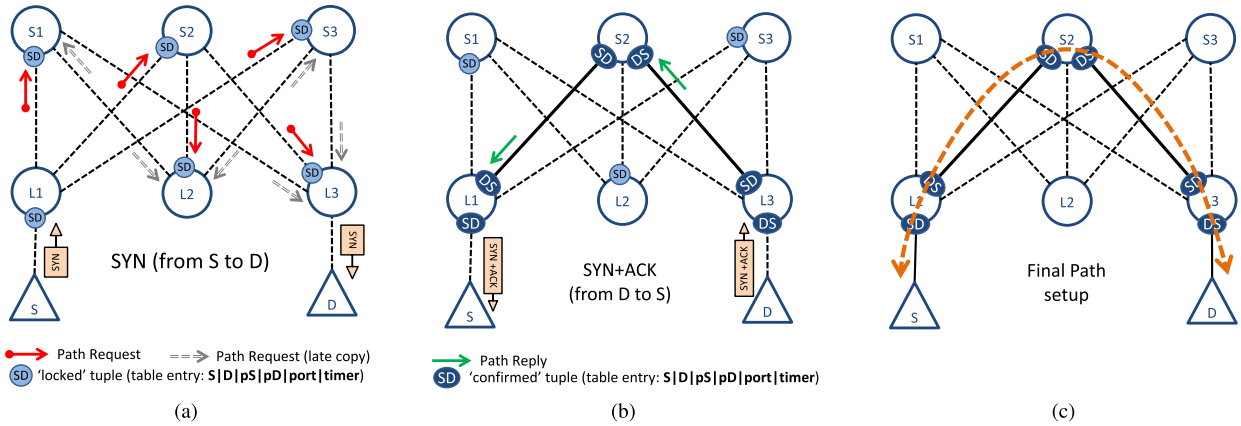 S1
S2
S3
SD
SD
SD
SD
SD
L1
L2
L3
SD
SYN
SYN
SYN (from S to D)
S
D
Path Request
Path Request (late copy)
SD
'locked' tuple (table entry: S|D|pS|pD|port|timer)
(a)
S1
S2
S3
SD
SD
SD
DS
DS
SD
SD
L1
L2
L3
SD
DS
SYN +ACK
SYN +ACK
SYN+ACK
(from D to S)
S
D
Path Reply
SD
'confirmed' tuple (table entry: S|D|pS|pD|port|timer)
(b)
S1
S2
S3
SD
DS
DS
SD
L1
L2
L3
SD
DS
Final Path
setup
S
D
(c)